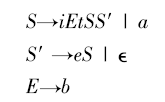 S→iEtSS′ | a
S′ →eS | ϵ
E→b